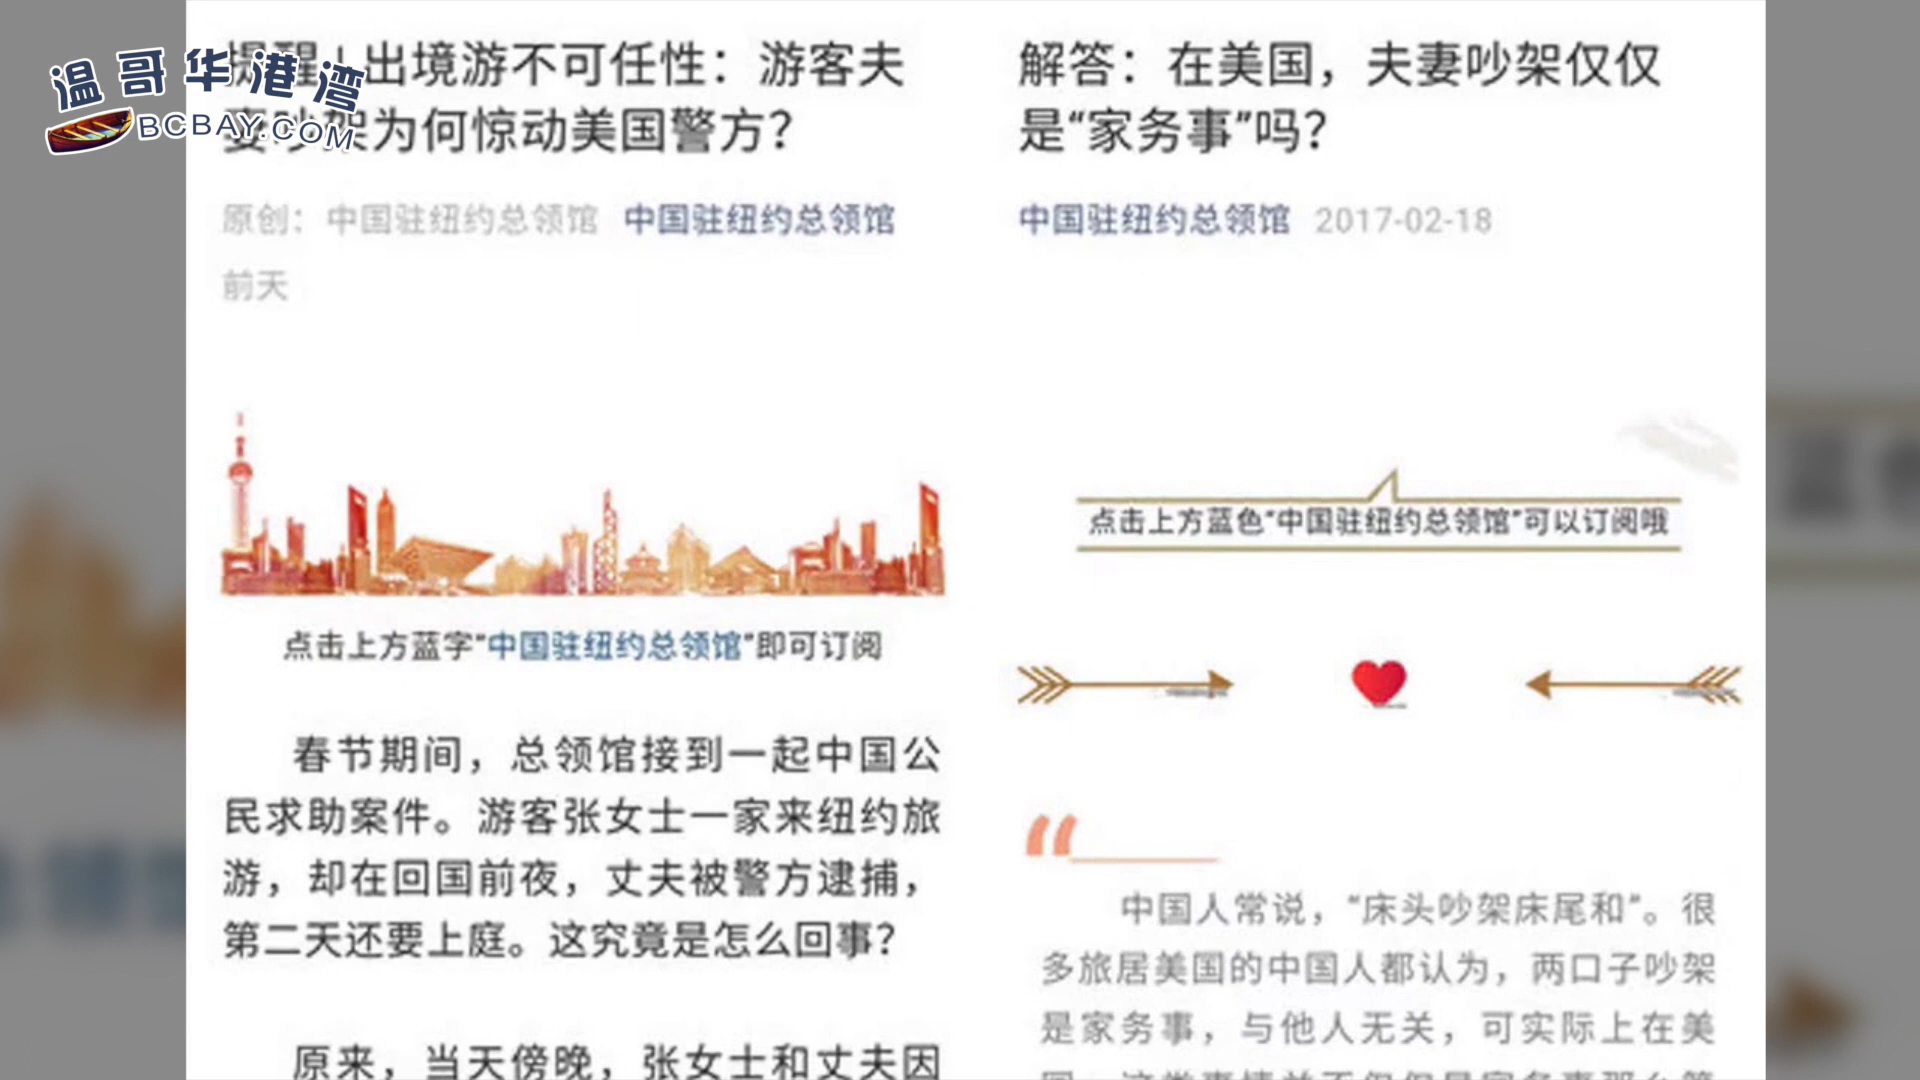 温哥华港湾
BCBAY.COM
提醒 | 出境游不可任性：游客夫
妻吵架为何惊动美国警方？
原创：中国驻纽约总领馆 中国驻纽约总领馆
前天
点击上方蓝字“中国驻纽约总领馆”即可订阅
春节期间，总领馆接到一起中国公
民求助案件。游客张女士一家来纽约旅
游，却在回国前夜，丈夫被警方逮捕，
第二天还要上庭。这究竟是怎么回事？
原来，当天傍晚，张女士和丈夫因
解答：在美国，夫妻吵架仅仅
是“家务事”吗？
中国驻纽约总领馆 2017-02-18
点击上方蓝色“中国驻纽约总领馆”可以订阅哦
中国人常说，“床头吵架床尾和”。很
多旅居美国的中国人都认为，两口子吵架
是家务事，与他人无关，可实际上在美